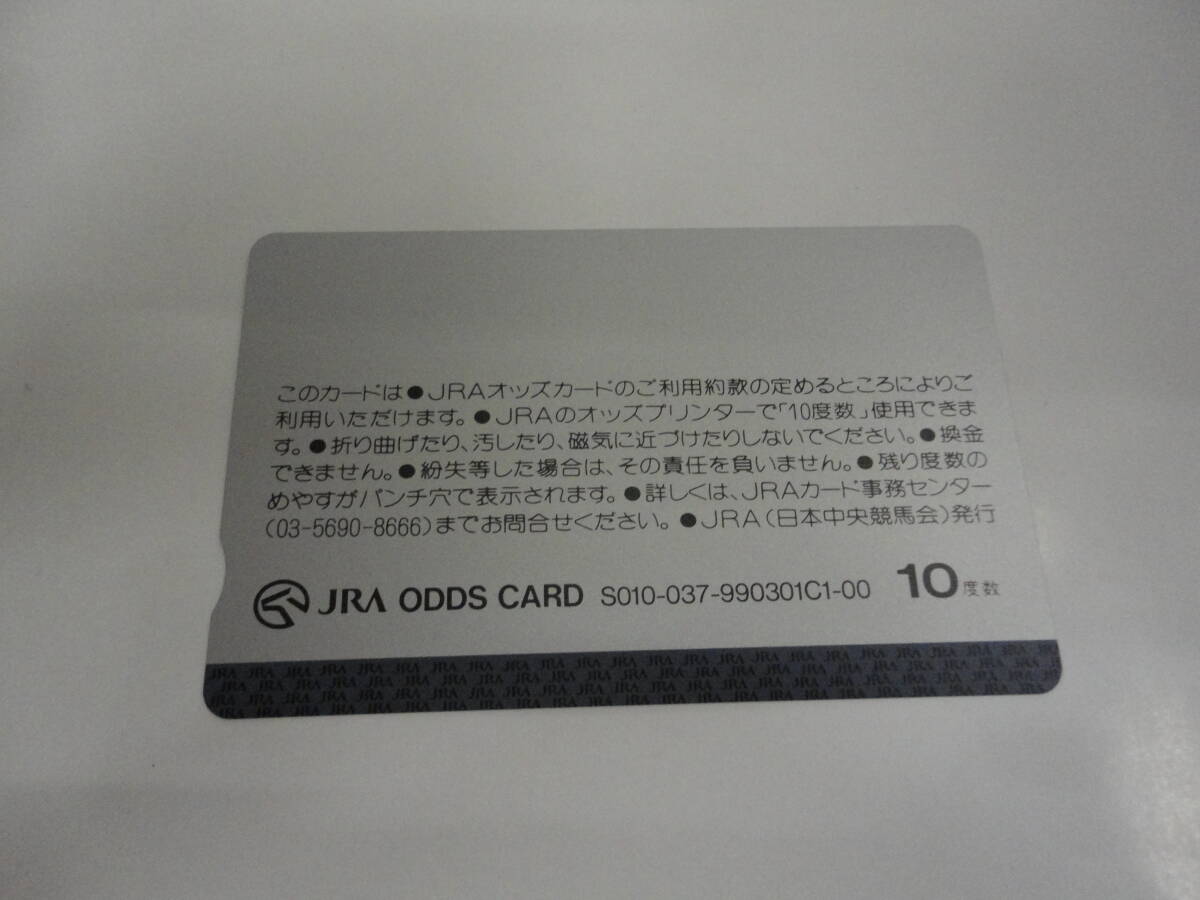 このカードは●JRAオッズカードのご利用約款の定めるところによりご
利用いただけます。●JRAのオッズプリンターで「10度数」使用できま
す。●折り曲げたり、汚したり、磁気に近づけたりしないでください。●換金
できません。●紛失等した場合は、その責任を負いません。●残り度数の
めやすがパンチ穴で表示されます。●詳しくは、JRAカード事務センター
(03-5690-8666)までお問合せください。●JRA(日本中央競馬会)発行
JRA ODDS CARD S010-037-990301C1-00 10度数